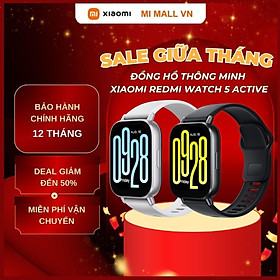 xiaomi
MI MALL VN
SALE GIỮA THÁNG
ĐỒNG HỒ THÔNG MINH
XIAOMI REDMI WATCH 5 ACTIVE
BẢO HÀNH
CHÍNH HÃNG
12 THÁNG
DEAL GIẢM
ĐẾN 50%
MIỄN PHÍ VẬN
CHUYỂN
09
28
09
28